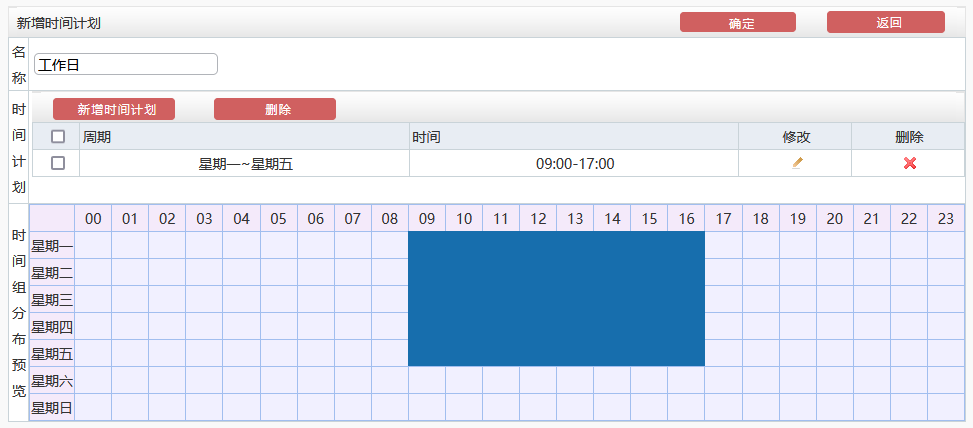 新增时间计划 确定 返回
名称 工作日
时间计划 新增时间计划 删除
周期 时间 修改 删除
星期一~星期五 09:00-17:00
时间组分布预览
00 01 02 03 04 05 06 07 08 09 10 11 12 13 14 15 16 17 18 19 20 21 22 23
星期一
星期二
星期三
星期四
星期五
星期六
星期日